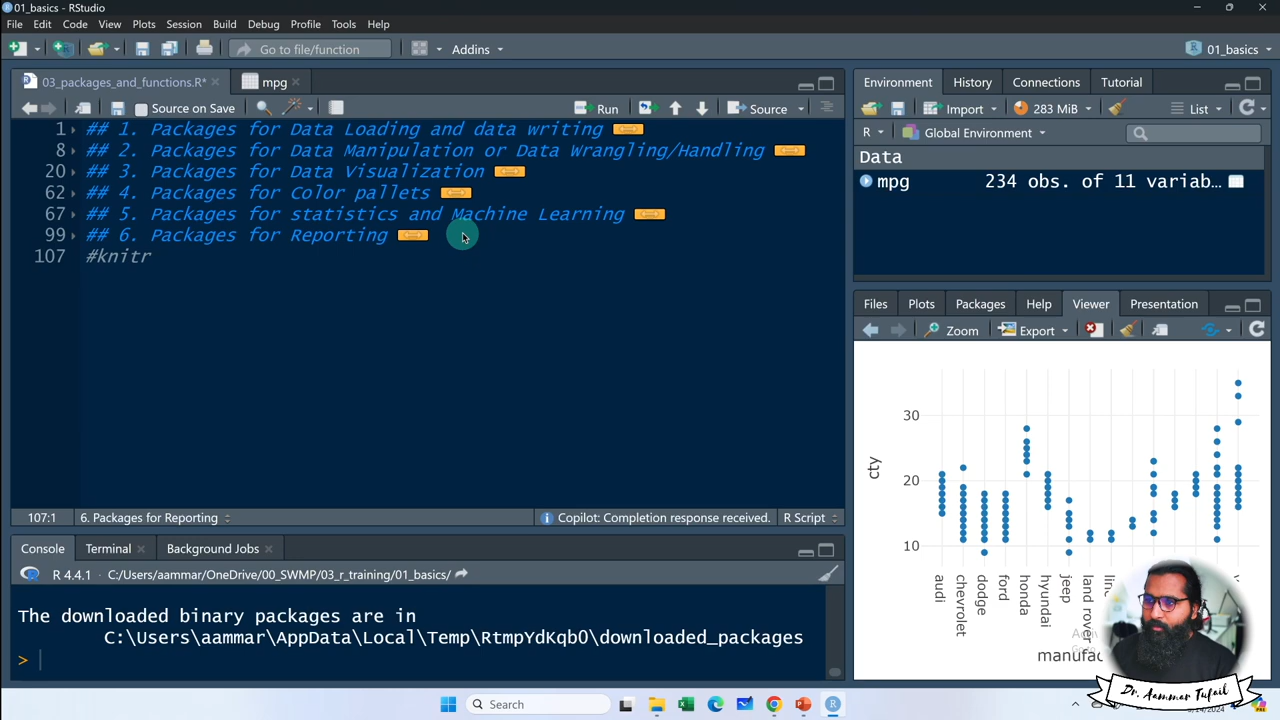 01_basics - RStudio
File Edit Code View Plots Session Build Debug Profile Tools Help
Go to file/function Addins 01_basics
03_packages_and_functions.R* mpg
Source on Save Run Source
1 ## 1. Packages for Data Loading and data writing
8 ## 2. Packages for Data Manipulation or Data Wrangling/Handling
20 ## 3. Packages for Data Visualization
62 ## 4. Packages for Color pallets
67 ## 5. Packages for statistics and Machine Learning
99 ## 6. Packages for Reporting
107 #knitr
107:1 6. Packages for Reporting Copilot: Completion response received. R Script
Console Terminal Background Jobs
R 4.4.1 · C:/Users/aammar/OneDrive/00_SWMP/03_r_training/01_basics/
The downloaded binary packages are in
C:\Users\aammar\AppData\Local\Temp\RtmpYdKqb0\downloaded_packages
>
Environment History Connections Tutorial
Import 283 MiB List
R Global Environment
Data
mpg 234 obs. of 11 variab...
Files Plots Packages Help Viewer Presentation
Zoom Export
30
20
10
cty
audi
chevrolet
dodge
ford
honda
hyundai
jeep
land rover
manufac
Dr. Aammar Tufail
Search